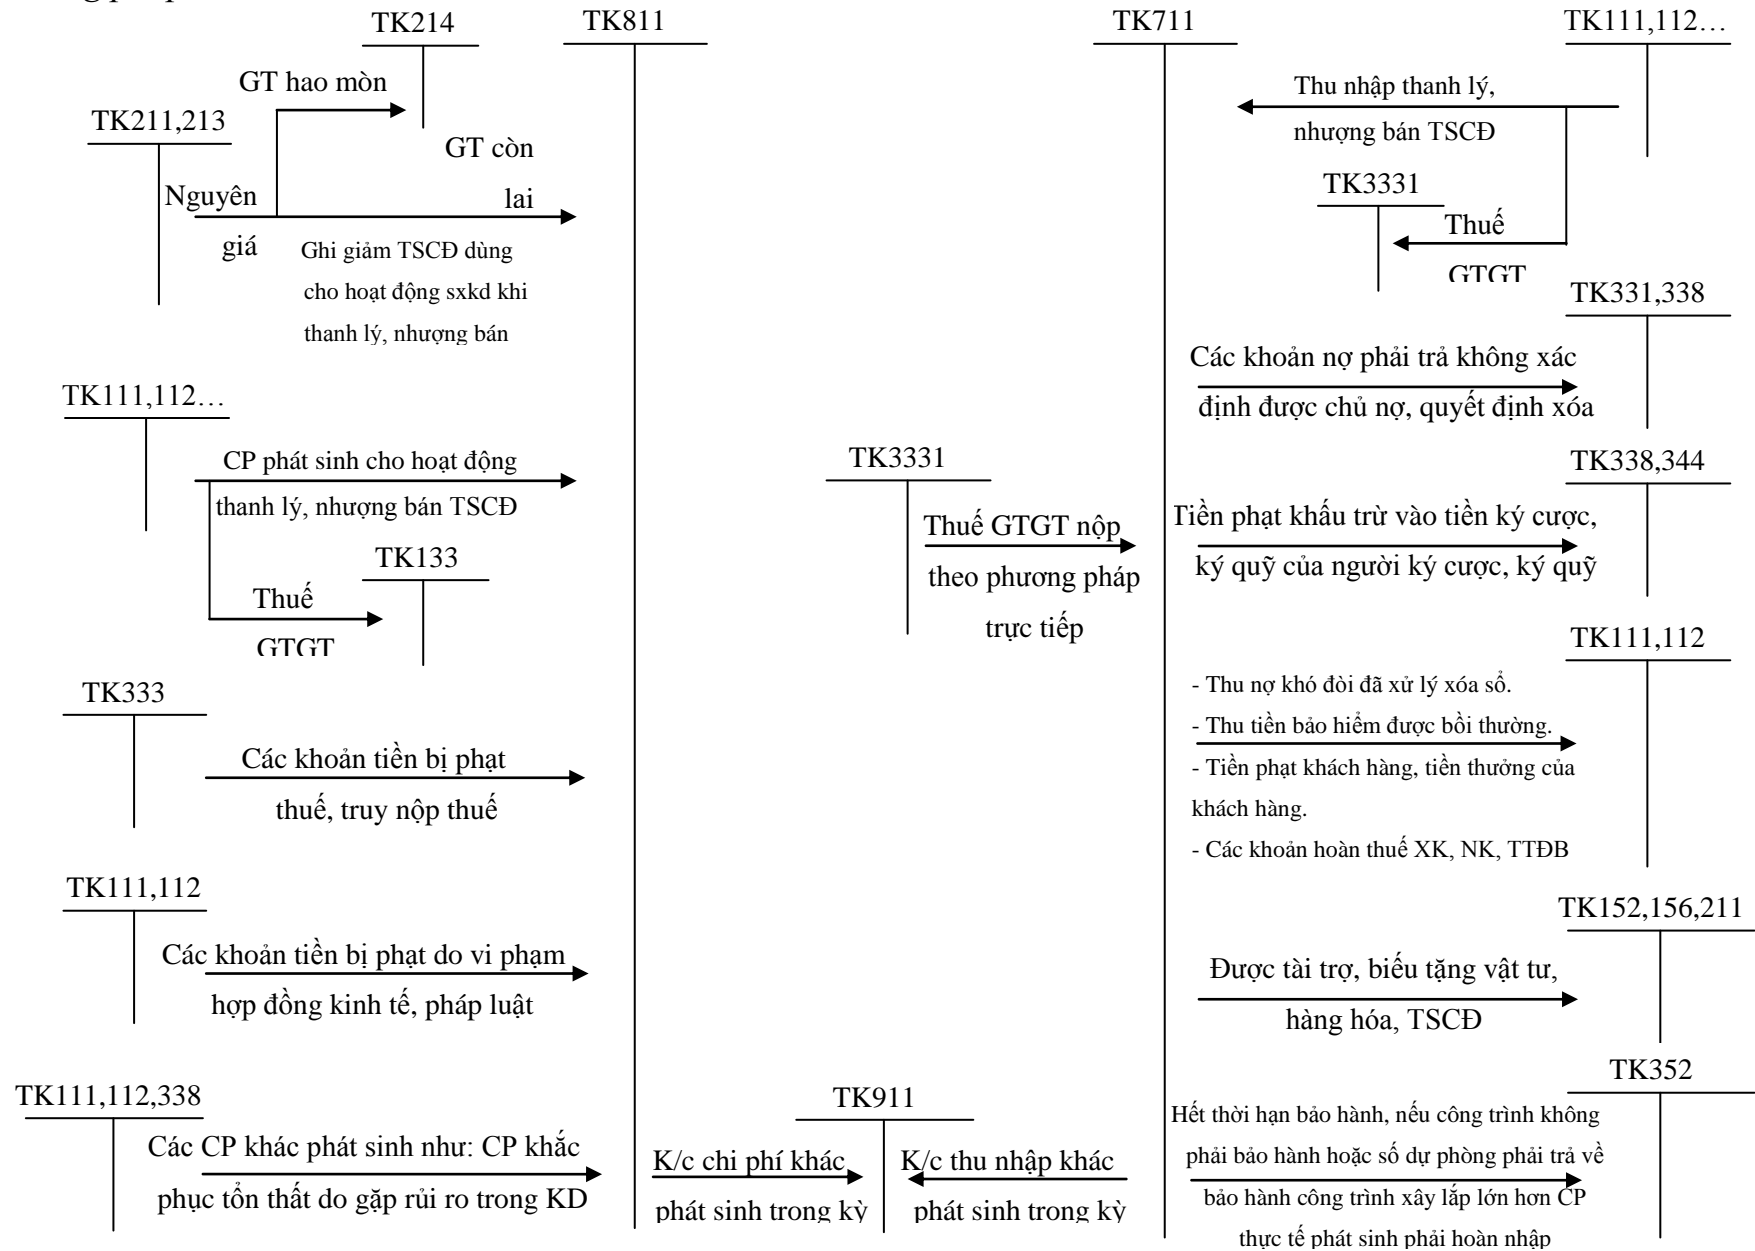 TK214
TK811
TK711
TK111,112…
GT hao mòn
TK211,213
GT còn
Nguyên
lai
giá
Ghi giảm TSCĐ dùng
cho hoạt động sxkd khi
thanh lý, nhượng bán
Thu nhập thanh lý,
nhượng bán TSCĐ
TK3331
Thuế
GTGT
TK331,338
Các khoản nợ phải trả không xác
định được chủ nợ, quyết định xóa
TK111,112…
CP phát sinh cho hoạt động
thanh lý, nhượng bán TSCĐ
TK133
Thuế
GTGT
TK3331
Thuế GTGT nộp
theo phương pháp
trực tiếp
TK338,344
Tiền phạt khấu trừ vào tiền ký cược,
ký quỹ của người ký cược, ký quỹ
TK333
Các khoản tiền bị phạt
thuế, truy nộp thuế
TK111,112
- Thu nợ khó đòi đã xử lý xóa sổ.
- Thu tiền bảo hiểm được bồi thường.
- Tiền phạt khách hàng, tiền thưởng của
khách hàng.
- Các khoản hoàn thuế XK, NK, TTĐB
TK111,112
Các khoản tiền bị phạt do vi phạm
hợp đồng kinh tế, pháp luật
TK152,156,211
Được tài trợ, biếu tặng vật tư,
hàng hóa, TSCĐ
TK111,112,338
Các CP khác phát sinh như: CP khắc
phục tổn thất do gặp rủi ro trong KD
TK911
K/c chi phí khác
phát sinh trong kỳ
K/c thu nhập khác
phát sinh trong kỳ
TK352
Hết thời hạn bảo hành, nếu công trình không
phải bảo hành hoặc số dự phòng phải trả về
bảo hành công trình xây lắp lớn hơn CP
thực tế phát sinh phải hoàn nhập